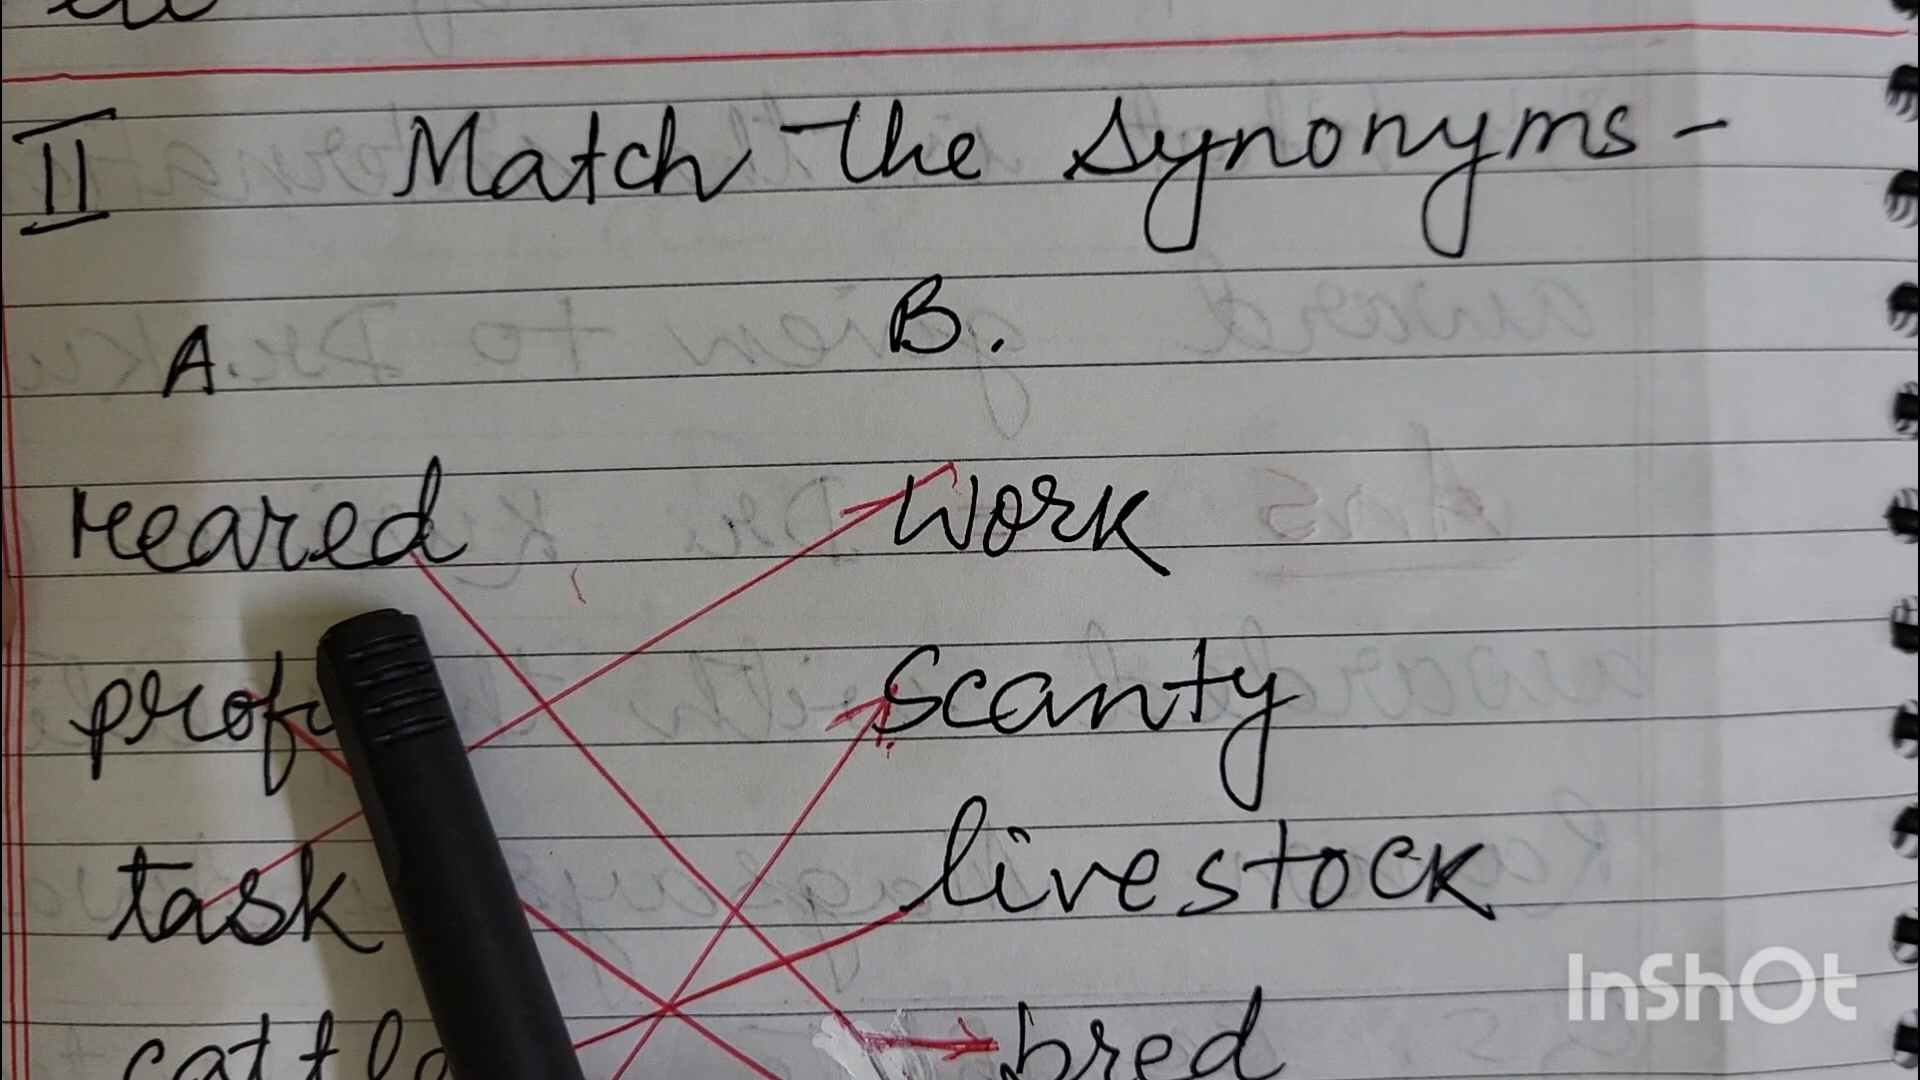 II Match the synonyms -
A. B.
reared work
scanty
task livestock
bred
InShOt